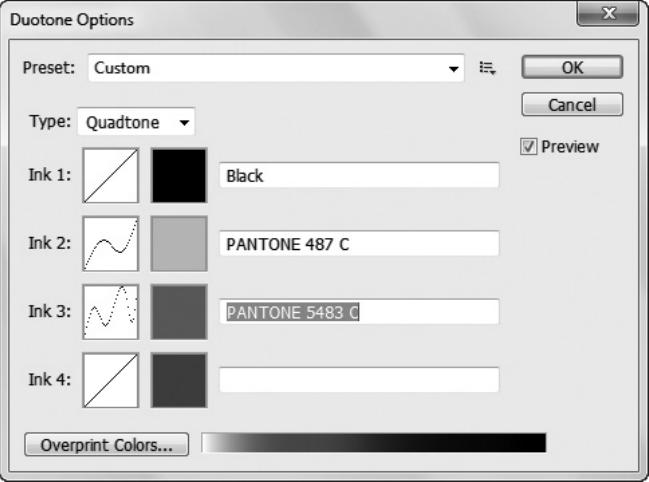 Duotone Options
Preset: Custom
OK
Type: Quadtone
Cancel
Preview
Ink 1: Black
Ink 2: PANTONE 487 C
Ink 3: PANTONE 5483 C
Ink 4:
Overprint Colors...